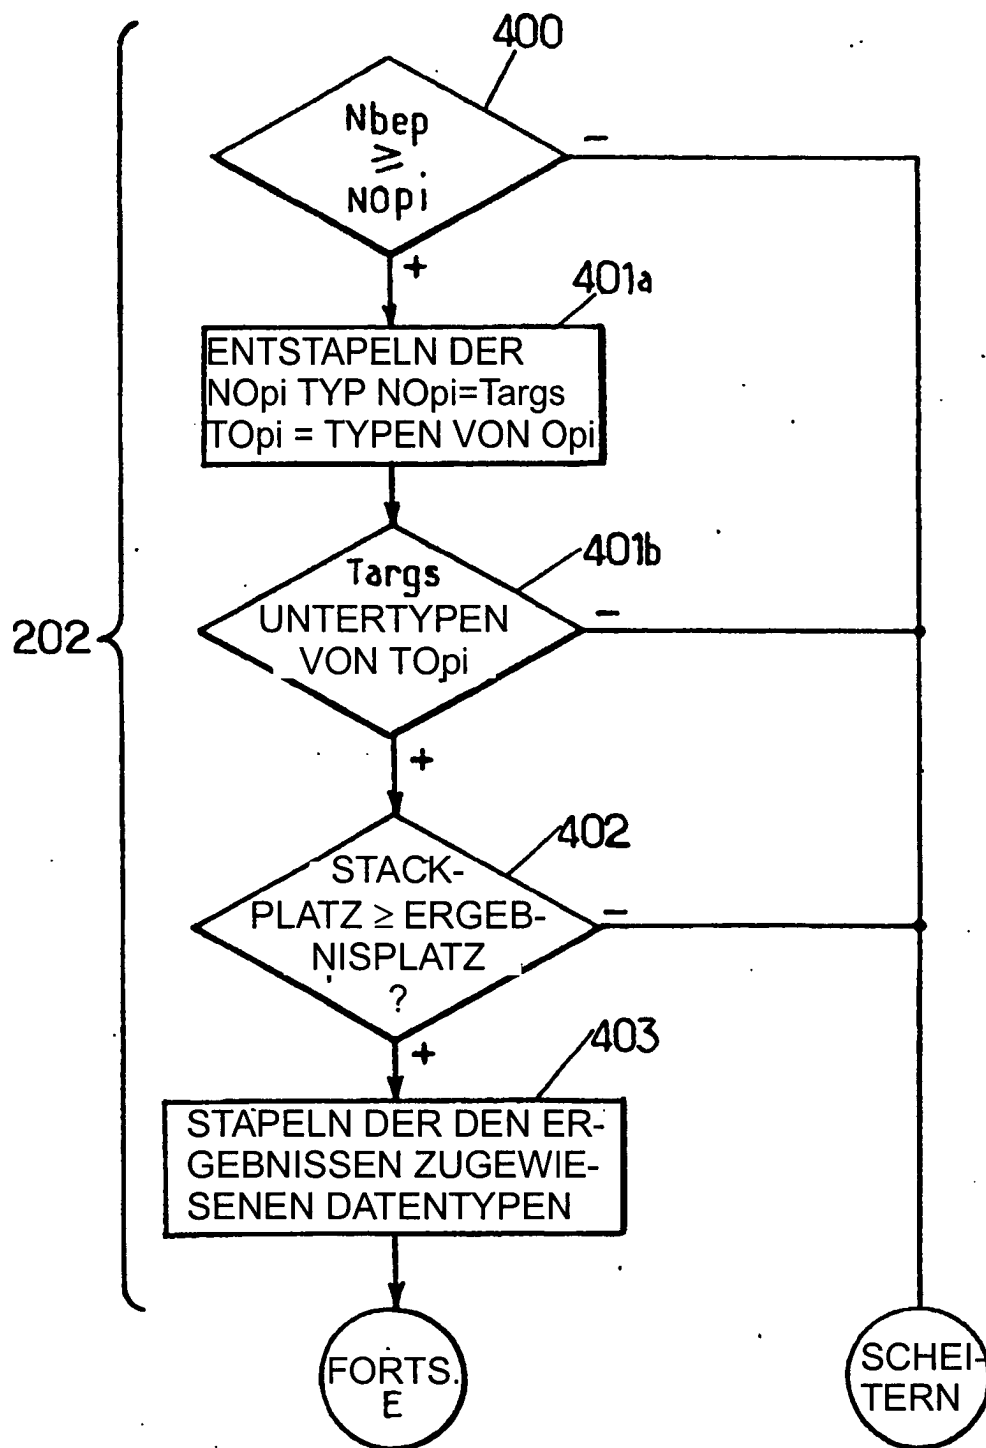 400
Nbep
≥
NOpi
−
+
401a
ENTSTAPELN DER
NOpi TYP NOpi=Targs
TOpi = TYPEN VON Opi
401b
Targs
UNTERTYPEN
VON TOpi
−
202
+
402
STACK-
PLATZ ≥ ERGEB-
NISPLATZ
?
−
+
403
STAPELN DER DEN ER-
GEBNISSEN ZUGEWIE-
SENEN DATENTYPEN
FORTS.
E
SCHEI-
TERN